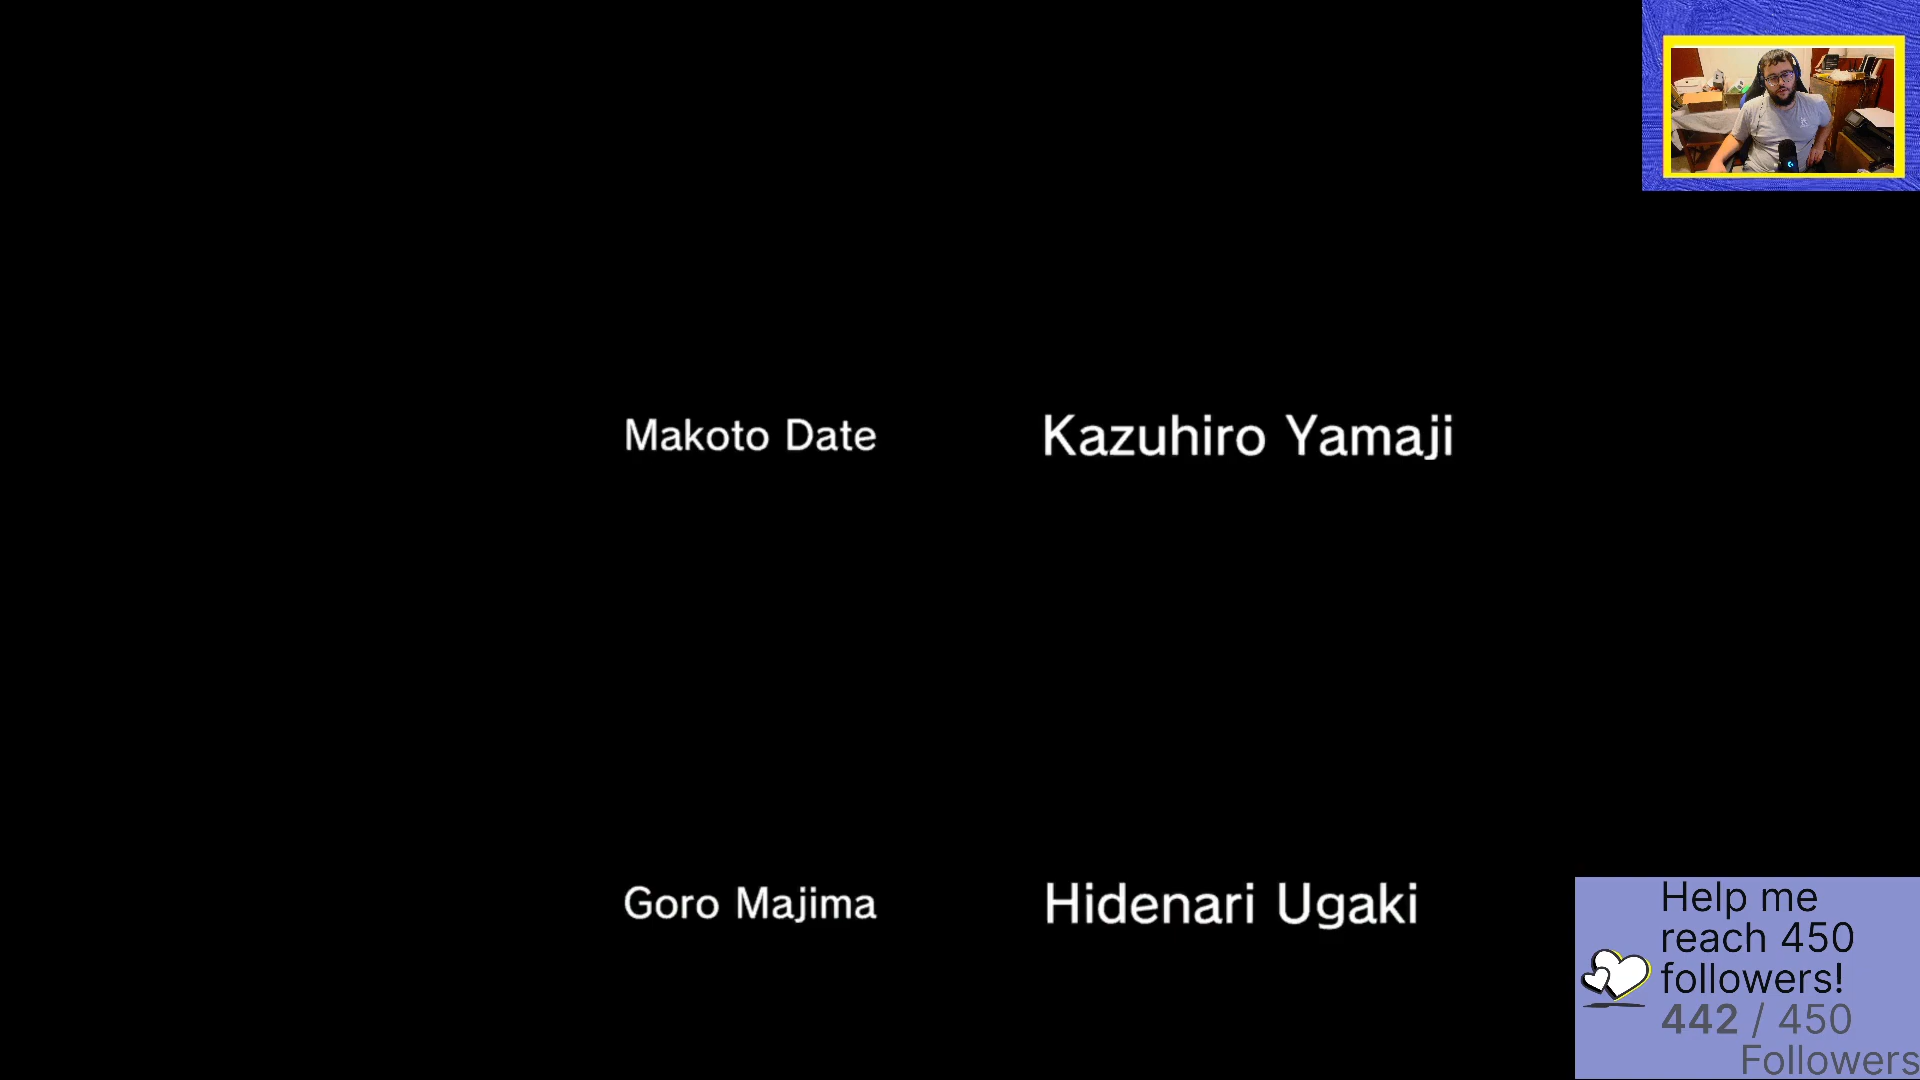 Makoto Date Kazuhiro Yamaji
Goro Majima Hidenari Ugaki
Help me
reach 450
followers!
442 / 450
Followers